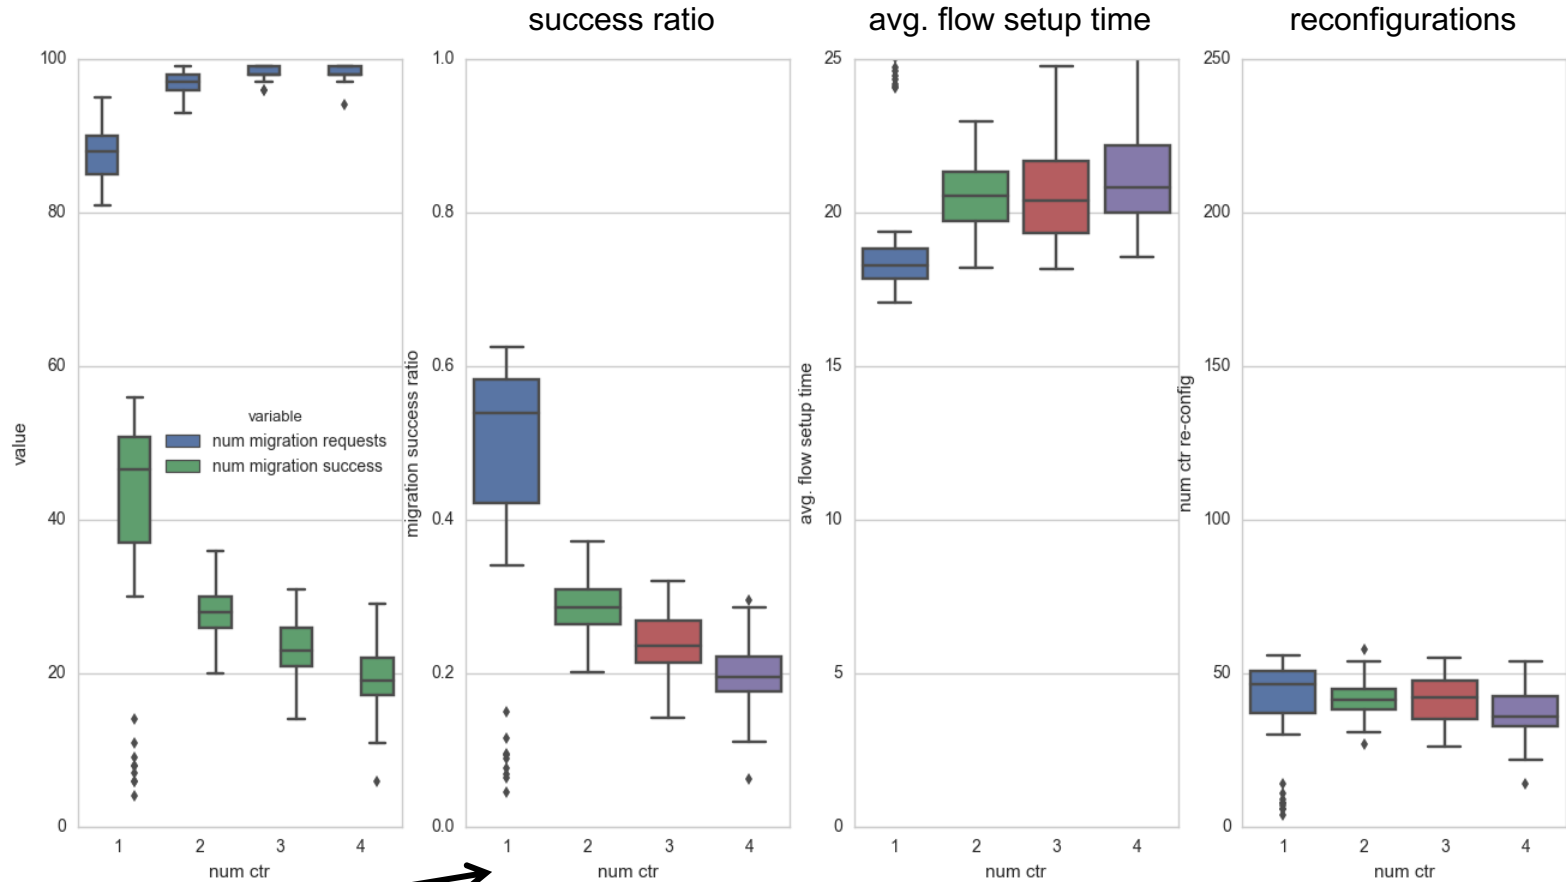 success ratio
avg. flow setup time
reconfigurations
value
100
80
60
40
20
0
variable
num migration requests
num migration success
1 2 3 4
num ctr
migration success ratio
1.0
0.8
0.6
0.4
0.2
0.0
1 2 3 4
num ctr
avg. flow setup time
25
20
15
10
5
0
1 2 3 4
num ctr
num ctr re-config
250
200
150
100
50
0
1 2 3 4
num ctr